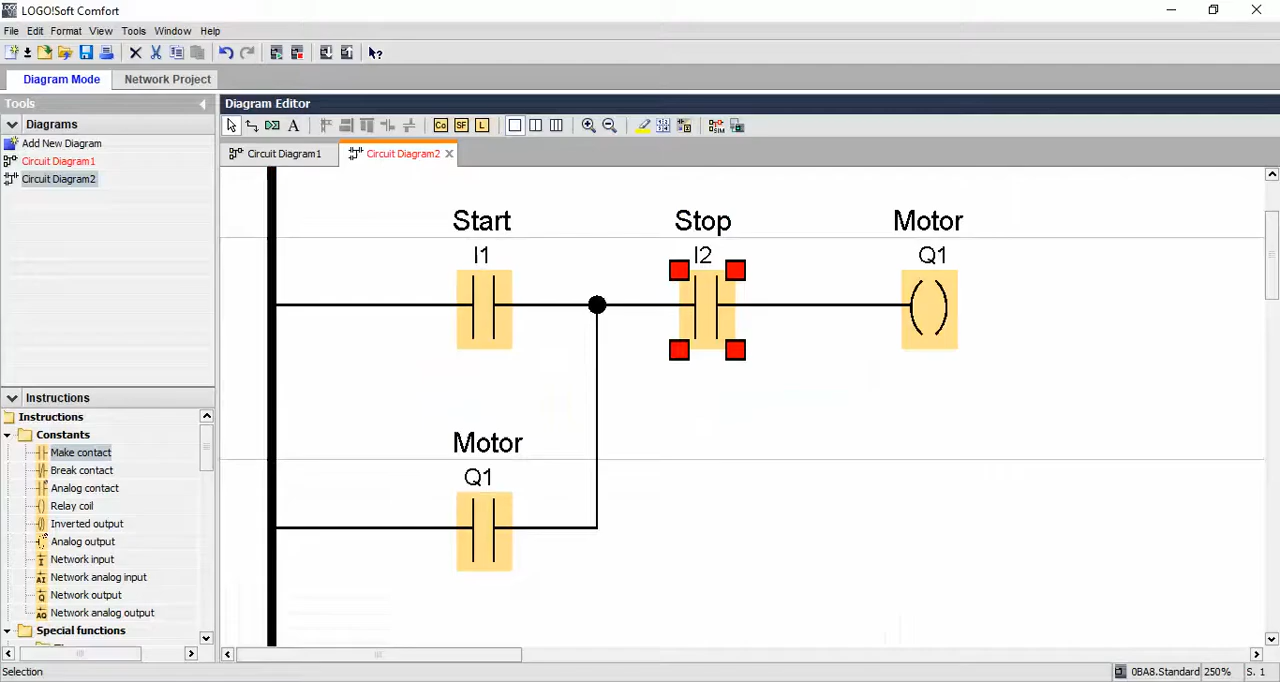 LOGO!Soft Comfort
File Edit Format View Tools Window Help
Diagram Mode Network Project
Tools
Diagrams
Add New Diagram
Circuit Diagram1
Circuit Diagram2
Instructions
Instructions
Constants
Make contact
Break contact
Analog contact
Relay coil
Inverted output
Analog output
Network input
Network analog input
Network output
Network analog output
Special functions
Diagram Editor
A Co SF L
Circuit Diagram1 Circuit Diagram2
Start Stop Motor
I1 I2 Q1
Motor
Q1
Selection 0BA8.Standard 250% S. 1